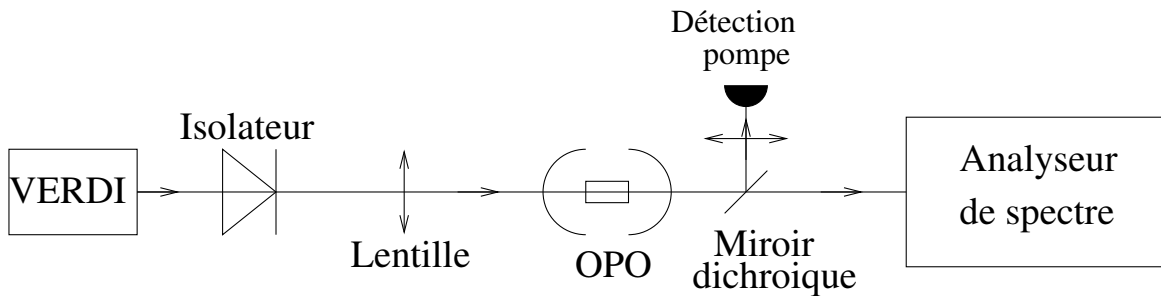 VERDI
Isolateur
Lentille
OPO
Détection
pompe
Miroir
dichroique
Analyseur
de spectre